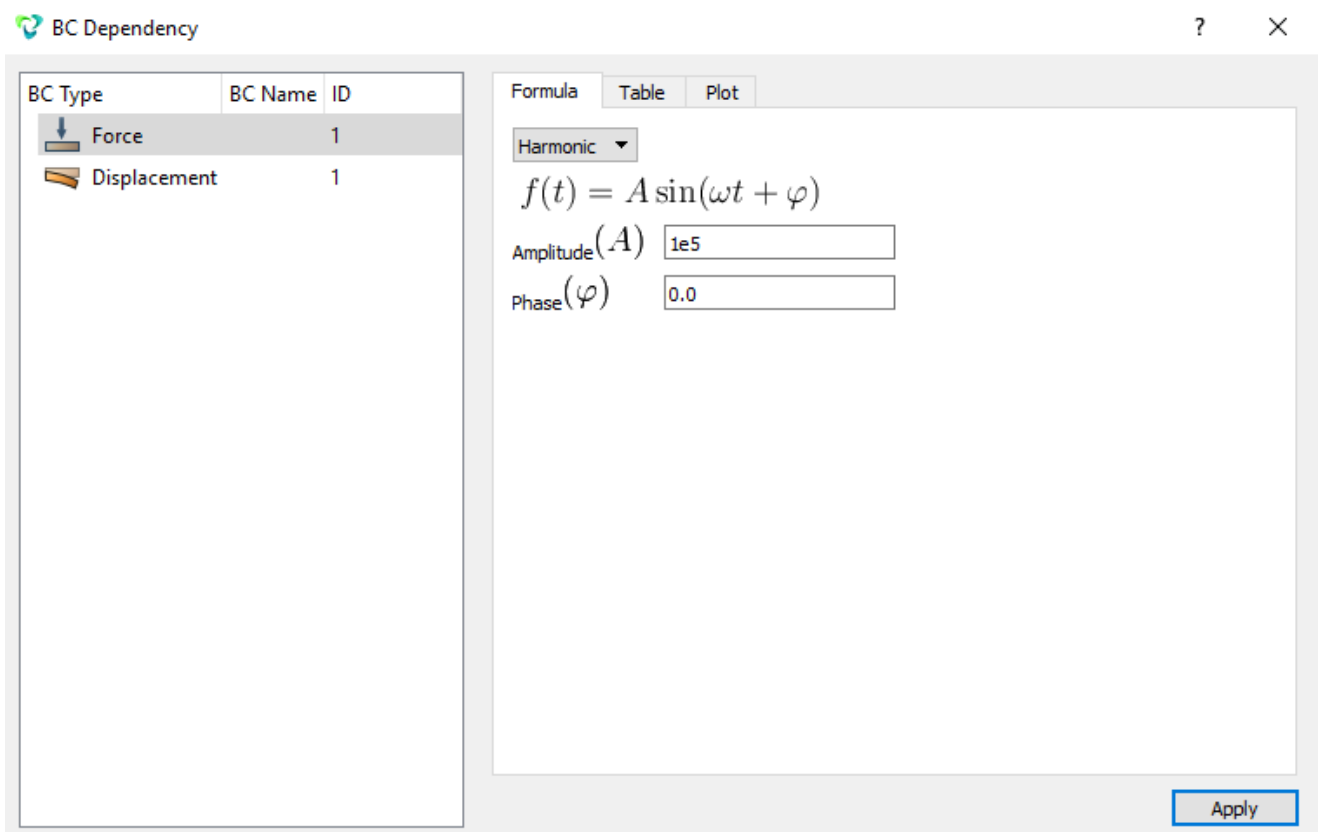 BC Dependency
?
BC Type BC Name ID
Force 1
Displacement 1
Formula Table Plot
Harmonic
f(t) = A sin(ωt + φ)
Amplitude(A) 1e5
Phase(φ) 0.0
Apply